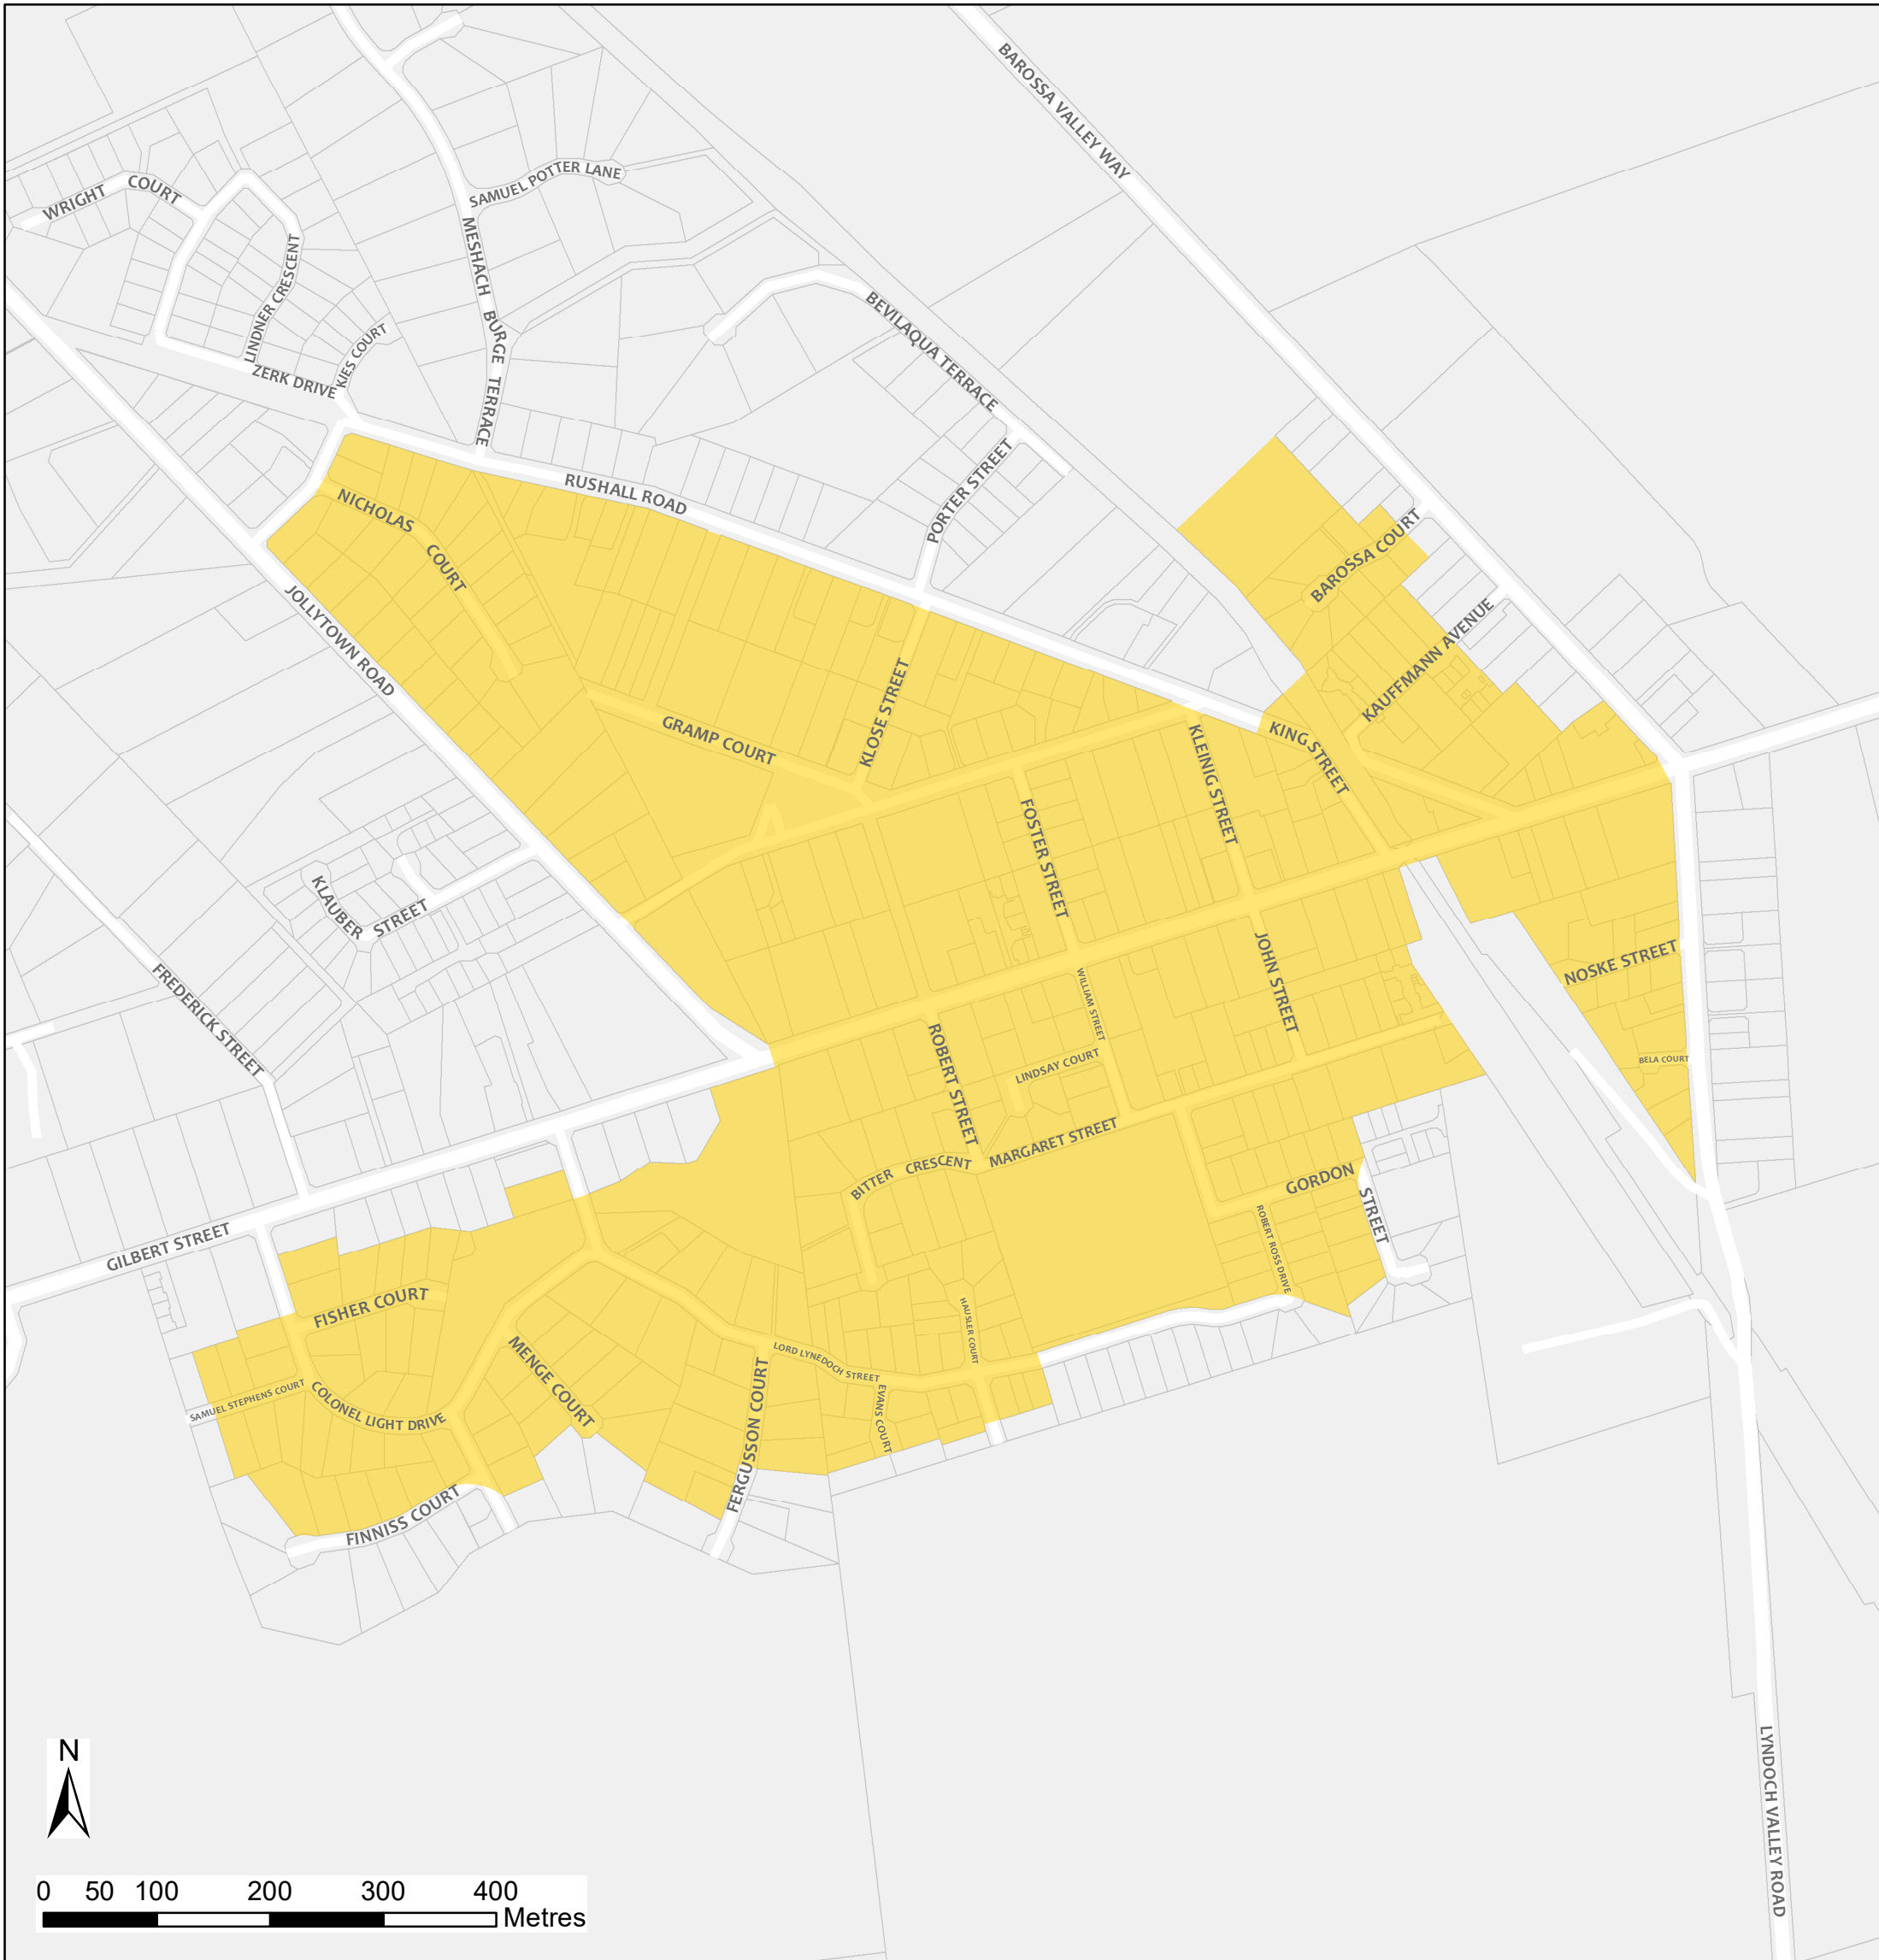 BAROSSA VALLEY WAY
SAMUEL POTTER LANE
WRIGHT COURT
MESHACH BURGE TERRACE
LINDNER CRESCENT
BEVILAQUA TERRACE
KIES COURT
ZERK DRIVE
PORTER STREET
RUSHALL ROAD
NICHOLAS COURT
BAROSSA COURT
JOLLYTOWN ROAD
KAUFFMANN AVENUE
KLOSE STREET
GRAMP COURT
KLEINIG STREET
KING STREET
FOSTER STREET
KLAUBER STREET
JOHN STREET
NOSKE STREET
FREDERICK STREET
WILLIAM STREET
ROBERT STREET
LINDSAY COURT
BELA COURT
MARGARET STREET
BITTER CRESCENT
GORDON STREET
GILBERT STREET
ROBERT ROSS DRIVE
FISHER COURT
HAUSLER COURT
MENGE COURT
LORD LYNEDOCH STREET
SAMUEL STEPHENS COURT
COLONEL LIGHT DRIVE
FERGUSSON COURT
EVANS COURT
FINNISS COURT
LYNDOCH VALLEY ROAD
N
0 50 100 200 300 400
Metres